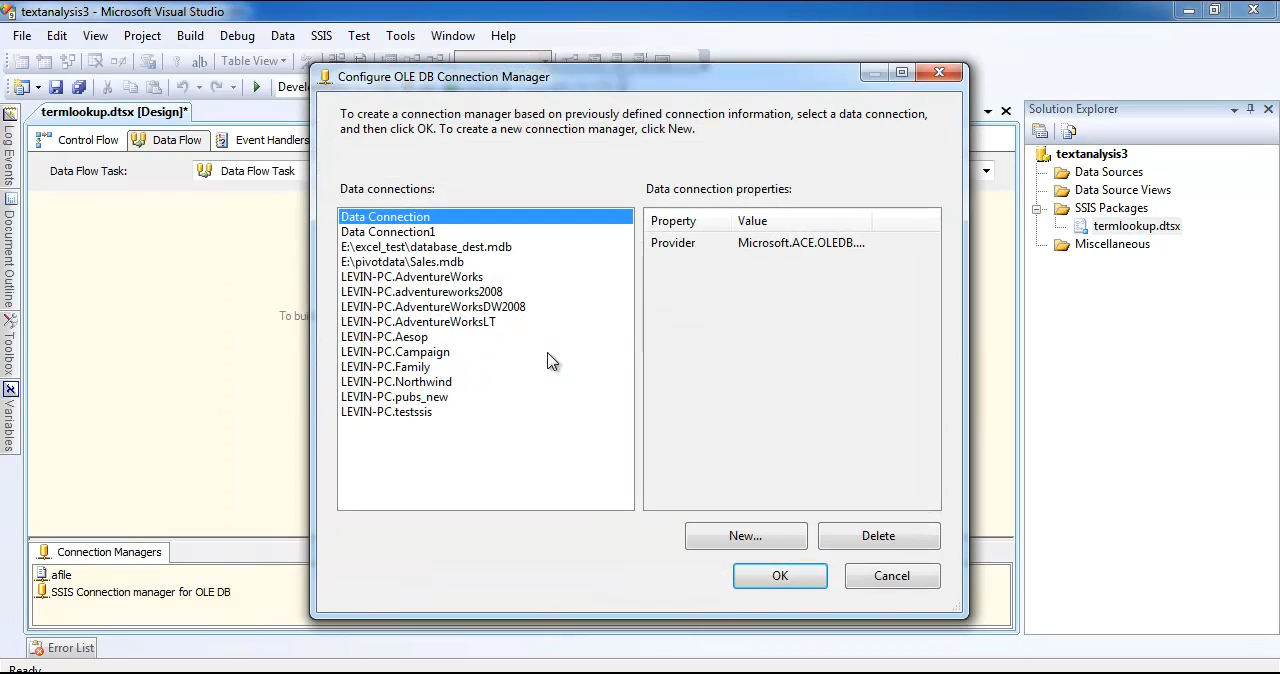 textanalysis3 - Microsoft Visual Studio
File Edit View Project Build Debug Data SSIS Test Tools Window Help
Table View
Devel
Configure OLE DB Connection Manager
To create a connection manager based on previously defined connection information, select a data connection,
and then click OK. To create a new connection manager, click New.
Data connections:
Data Connection
Data Connection1
E:\excel_test\database_dest.mdb
E:\pivotdata\Sales.mdb
LEVIN-PC.AdventureWorks
LEVIN-PC.adventureworks2008
LEVIN-PC.AdventureWorksDW2008
LEVIN-PC.AdventureWorksLT
LEVIN-PC.Aesop
LEVIN-PC.Campaign
LEVIN-PC.Family
LEVIN-PC.Northwind
LEVIN-PC.pubs_new
LEVIN-PC.testssis
Data connection properties:
Property Value
Provider Microsoft.ACE.OLEDB....
New... Delete
OK Cancel
termlookup.dtsx [Design]*
Control Flow Data Flow Event Handlers
Data Flow Task: Data Flow Task
To bui
Connection Managers
afile
SSIS Connection manager for OLE DB
Error List
Ready
Log Events
Document Outline
Toolbox
Variables
Solution Explorer
textanalysis3
Data Sources
Data Source Views
SSIS Packages
termlookup.dtsx
Miscellaneous